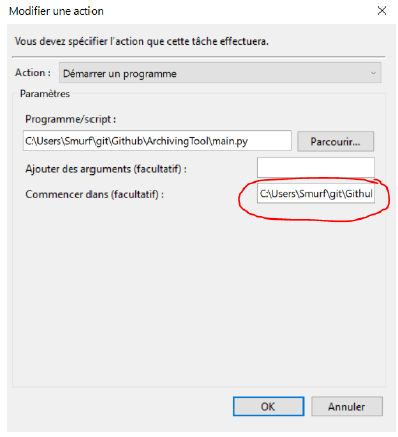 Modifier une action
Vous devez spécifier l'action que cette tâche effectuera.
Action : Démarrer un programme
Paramètres
Programme/script :
C:\Users\Smurf\git\Github\ArchivingTool\main.py Parcourir...
Ajouter des arguments (facultatif) :
Commencer dans (facultatif) : C:\Users\Smurf\git\Githul
OK Annuler